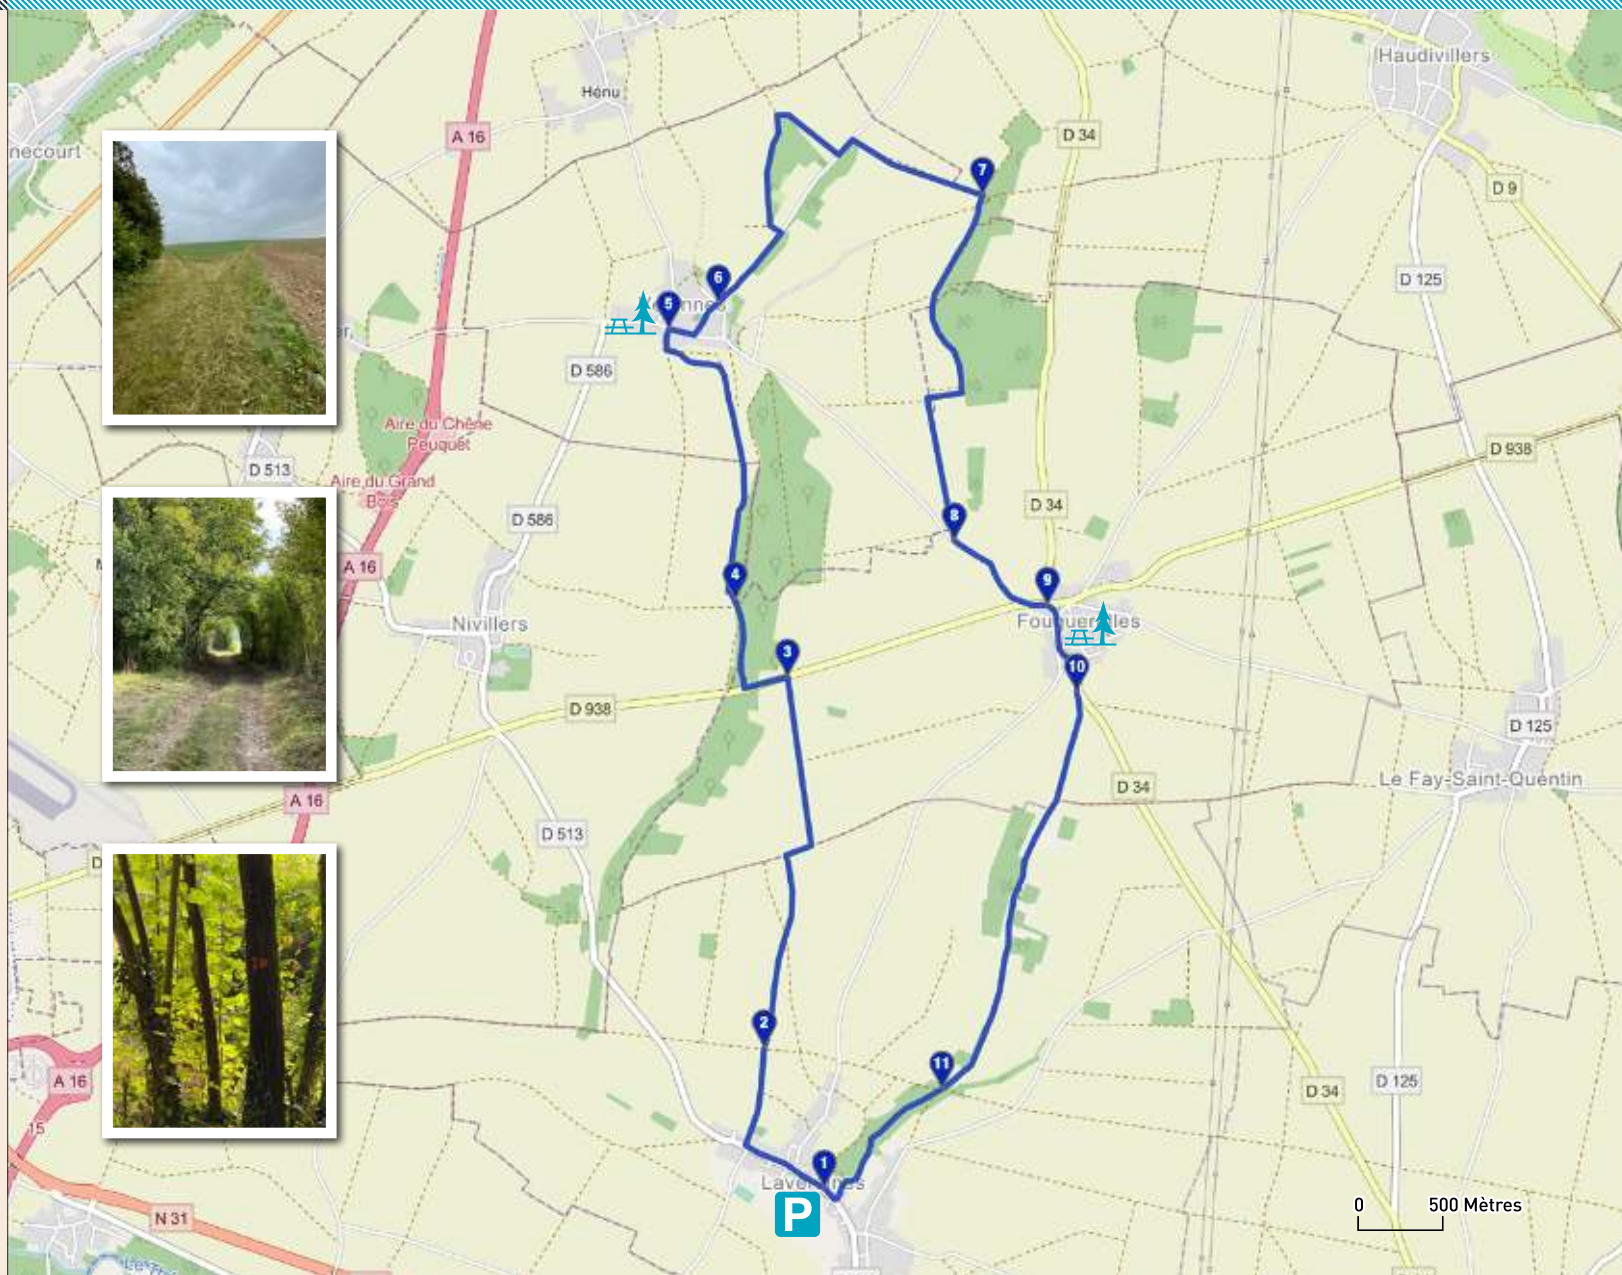 Haudivillers
Hénu
A 16
D 34
necourt
7
D 9
D 125
6
5
nnes
D 586
Aire du Chêne
Peuquet
D 938
D 513
Aire du Grand
Bois
D 34
D 586
8
A 16
4
9
Nivillers
3
10
D 938
D 125
Le Fay-Saint-Quentin
D 34
A 16
D 513
D
2
11
A 16
D 34
D 125
15
1
P
N 31
0 500 Mètres